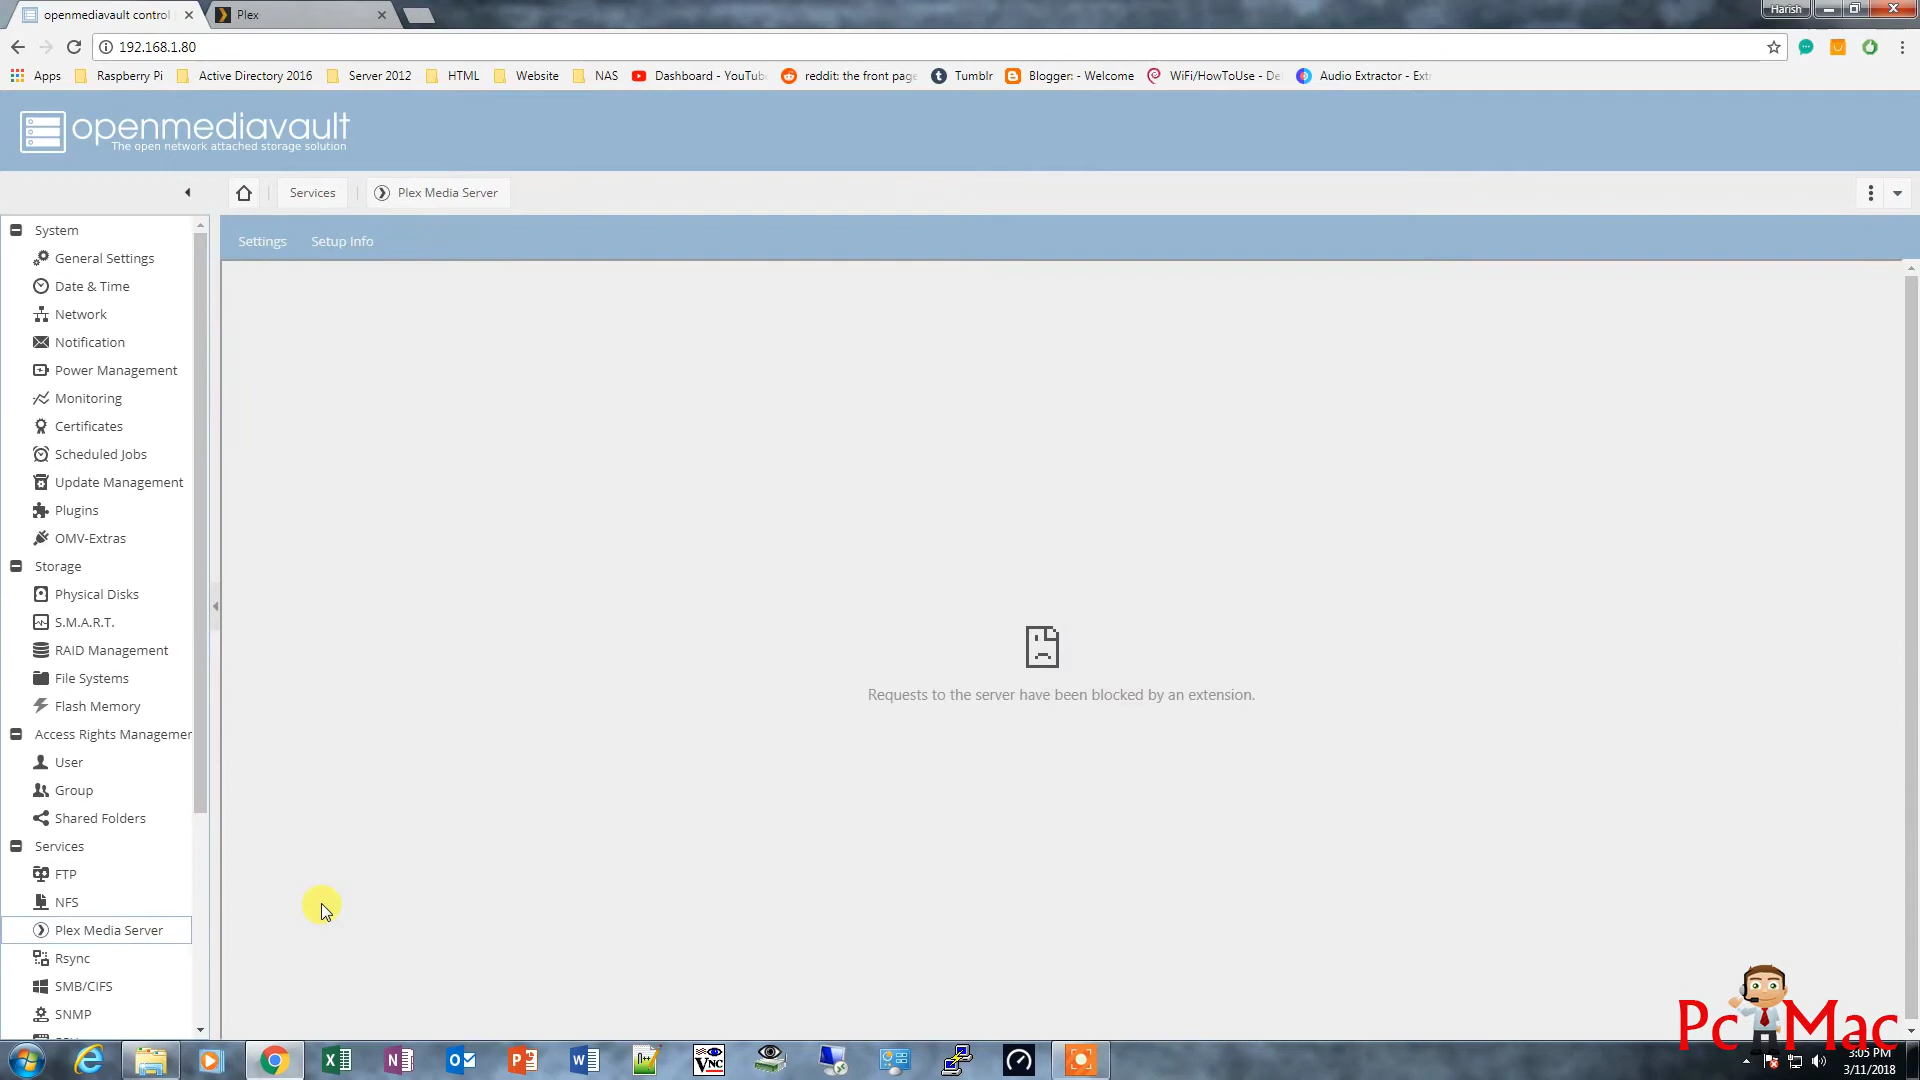 openmediavault control
Plex
Harish
192.168.1.80
Apps
Raspberry Pi
Active Directory 2016
Server 2012
HTML
Website
NAS
Dashboard - YouTub
reddit: the front page
Tumblr
Blogger: - Welcome
WiFi/HowToUse - De
Audio Extractor - Ext
openmediavault
The open network attached storage solution
Services
Plex Media Server
Settings
Setup Info
System
General Settings
Date & Time
Network
Notification
Power Management
Monitoring
Certificates
Scheduled Jobs
Update Management
Plugins
OMV-Extras
Storage
Physical Disks
S.M.A.R.T.
RAID Management
File Systems
Flash Memory
Access Rights Managemer
User
Group
Shared Folders
Services
FTP
NFS
Plex Media Server
Rsync
SMB/CIFS
SNMP
Requests to the server have been blocked by an extension.
Pc Mac
3:05 PM
3/11/2018